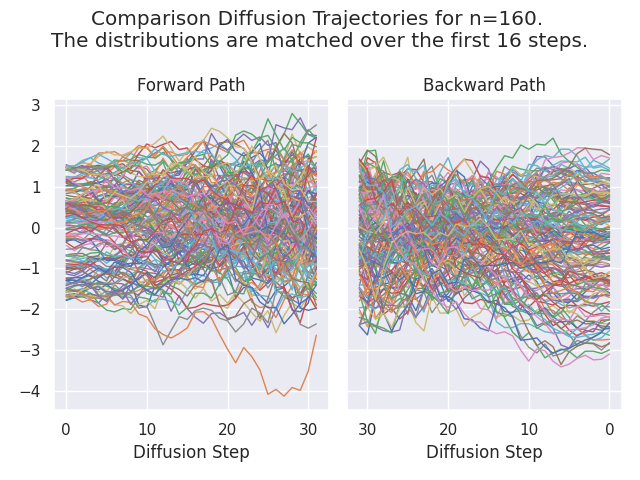 Comparison Diffusion Trajectories for n=160.
The distributions are matched over the first 16 steps.
Forward Path
Backward Path
3
2
1
0
−1
−2
−3
−4
0 10 20 30
30 20 10 0
Diffusion Step
Diffusion Step